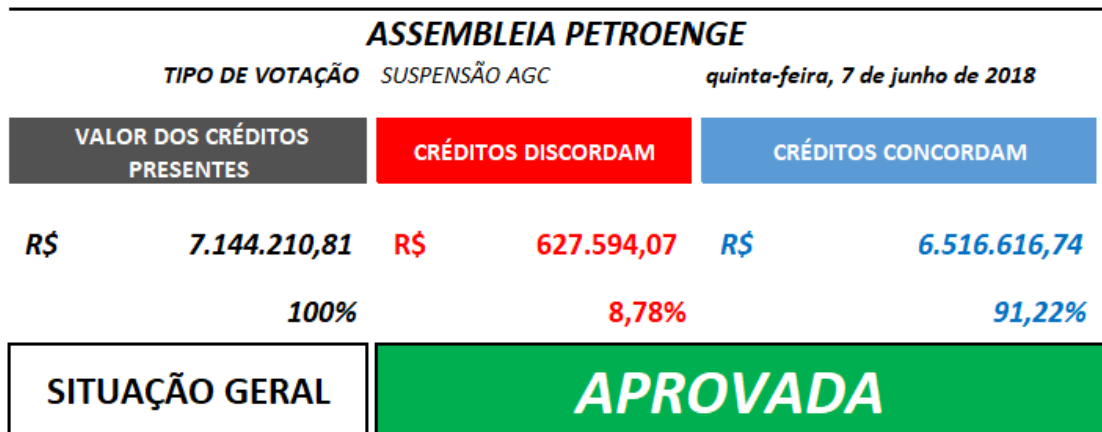 ASSEMBLEIA PETROENGE
TIPO DE VOTAÇÃO SUSPENSÃO AGC quinta-feira, 7 de junho de 2018
VALOR DOS CRÉDITOS
PRESENTES
CRÉDITOS DISCORDAM
CRÉDITOS CONCORDAM
R$ 7.144.210,81 R$ 627.594,07 R$ 6.516.616,74
100% 8,78% 91,22%
SITUAÇÃO GERAL APROVADA